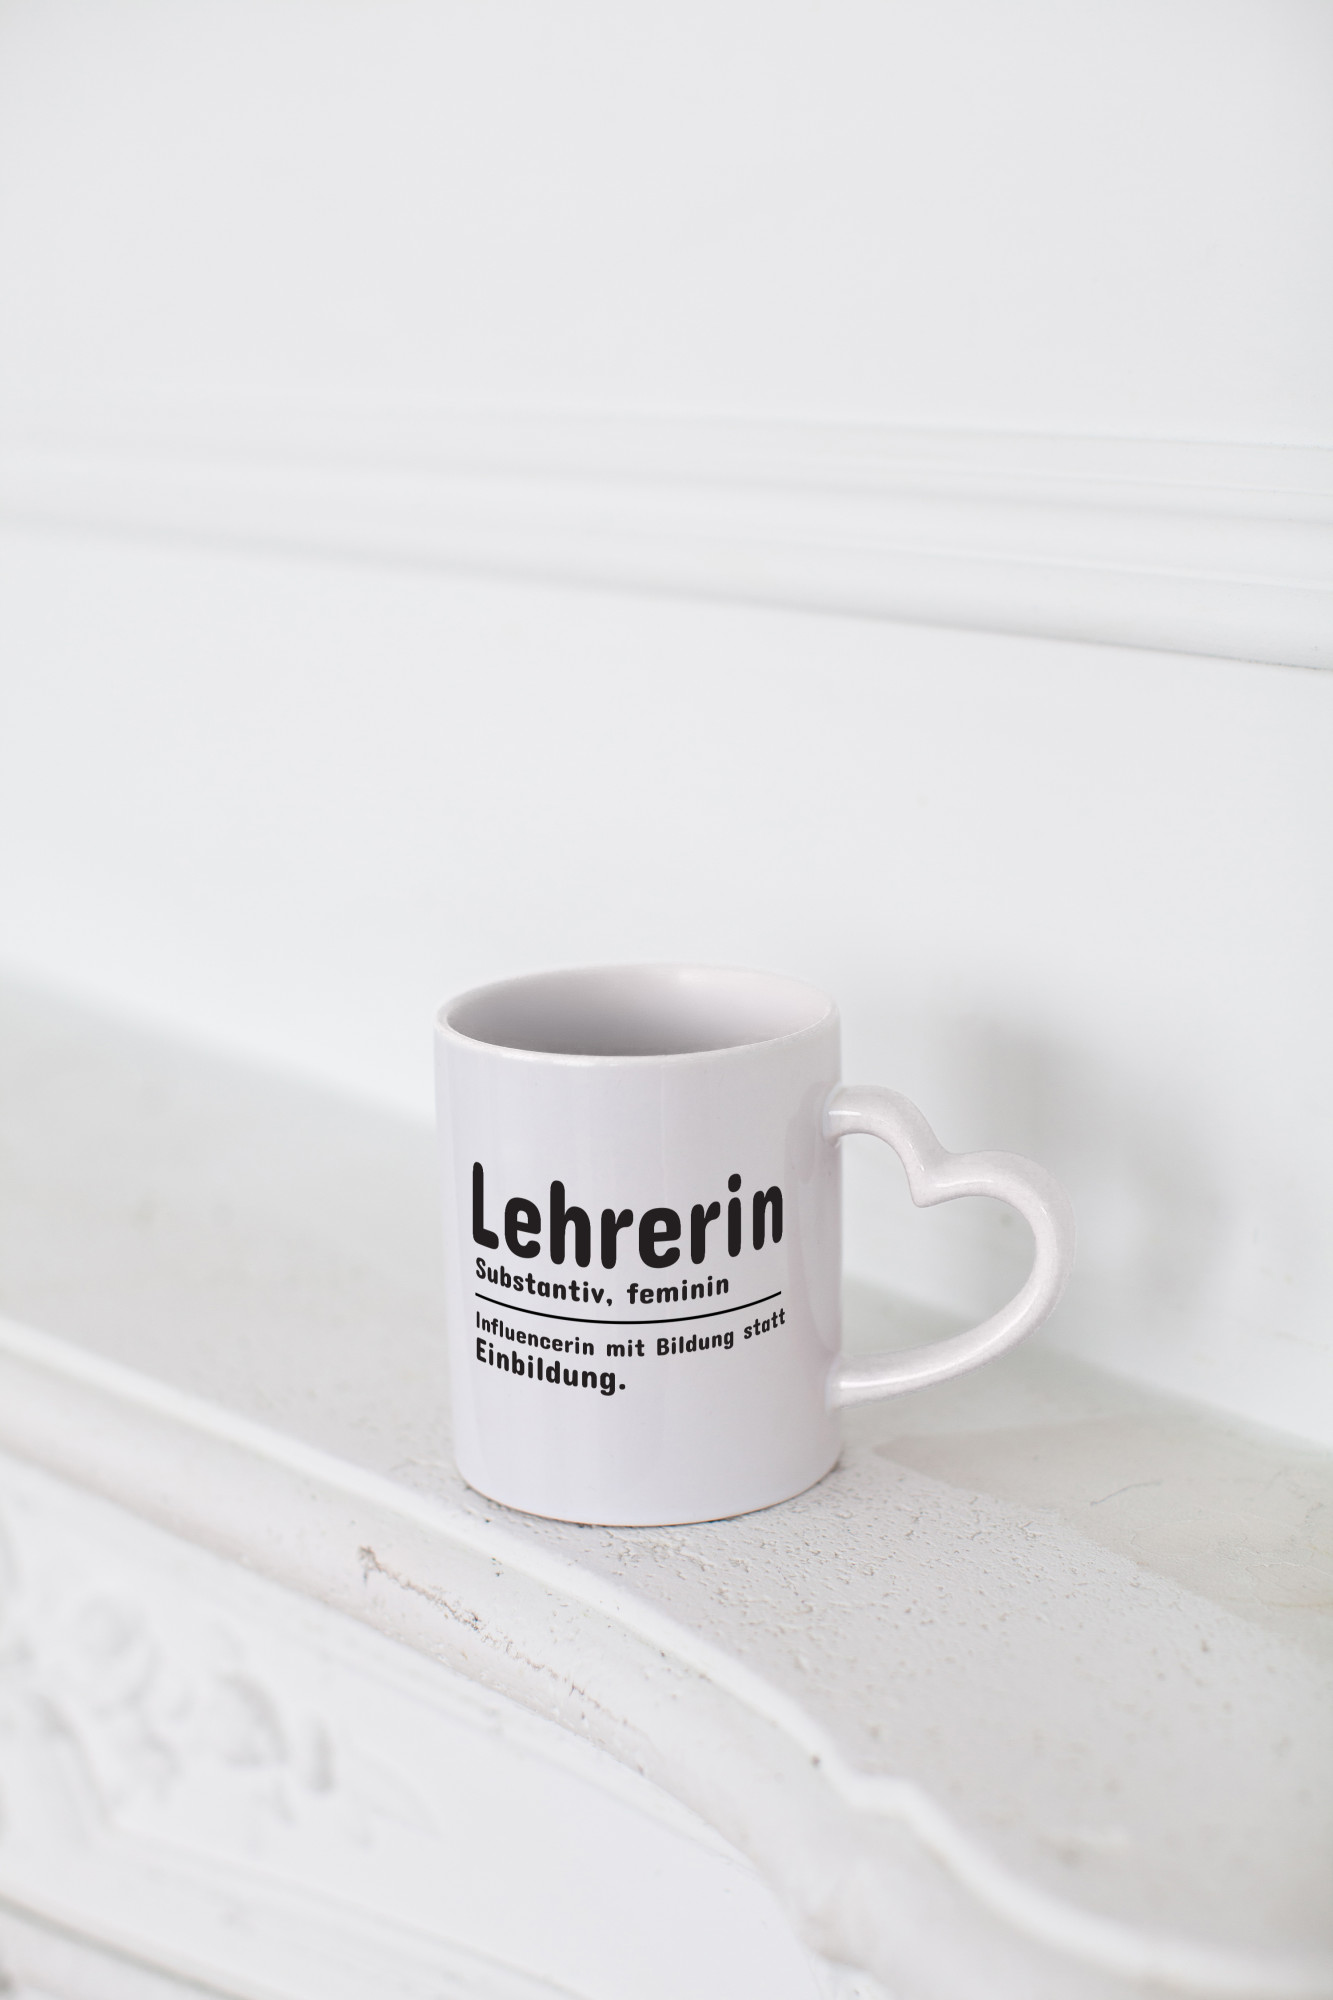 Lehrerin
Substantiv, feminin
Influencerin mit Bildung statt
Einbildung.